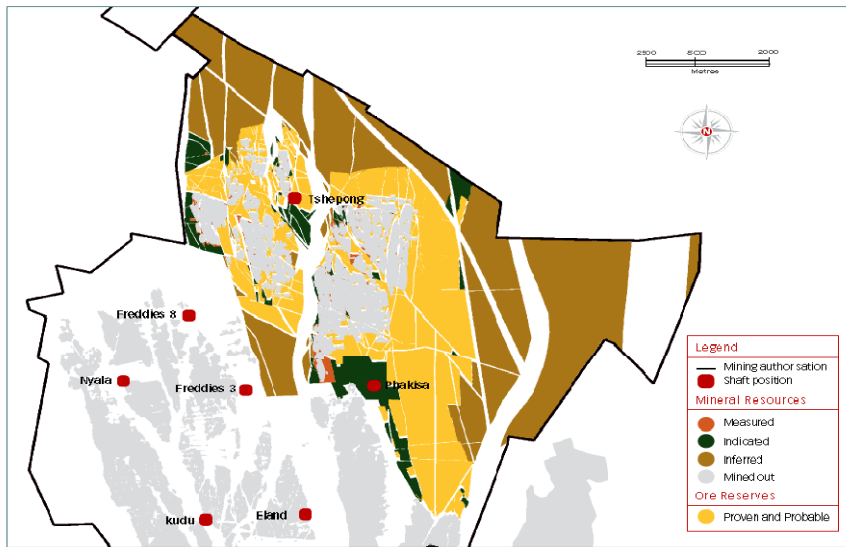 2500 5000 2000
Metres
N
Tshepong
Freddies 8
Nyala
Freddies 3
Phakisa
kudu
Eland
Legend
Mining author sation
Shaft position
Mineral Resources
Measured
Indicated
Inferred
Mined out
Ore Reserves
Proven and Probable